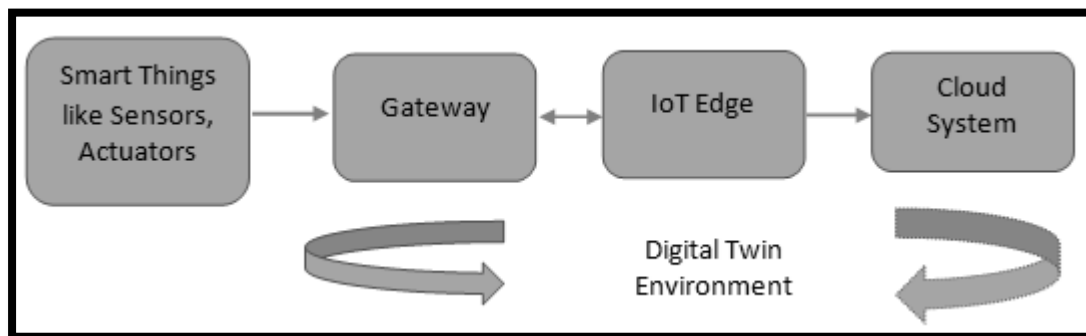 Smart Things
like Sensors,
Actuators
Gateway
IoT Edge
Cloud
System
Digital Twin
Environment